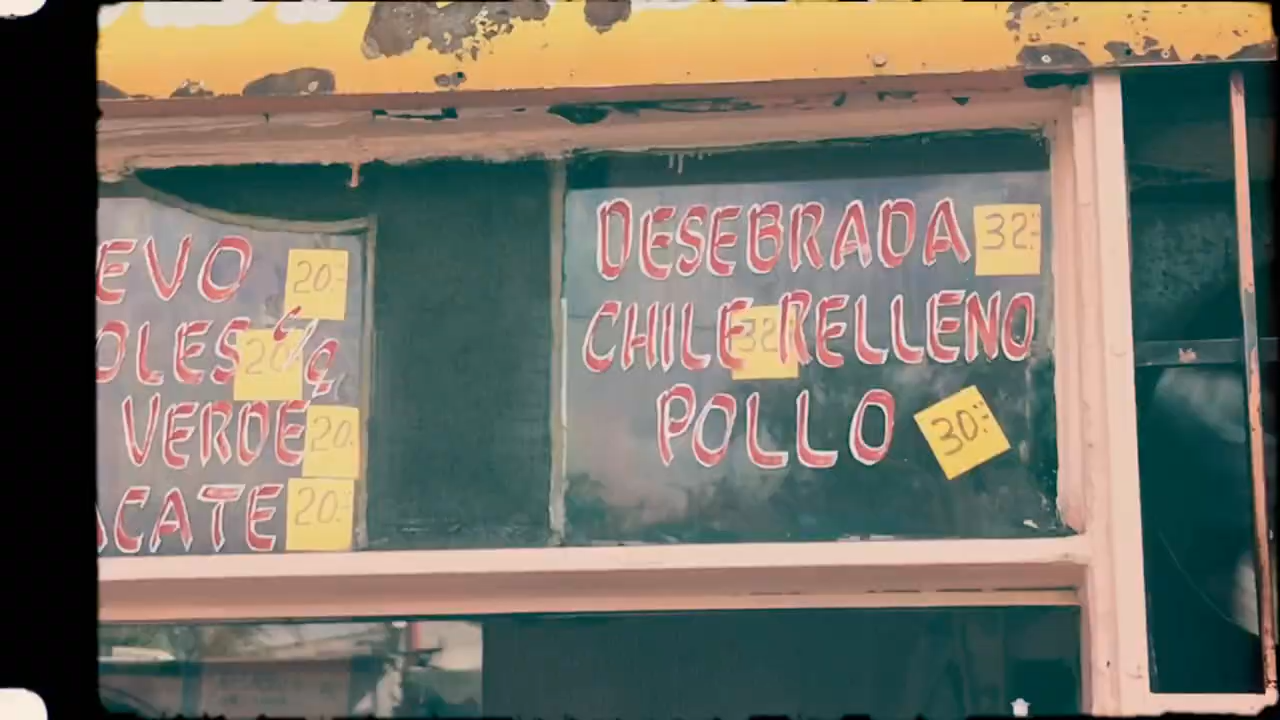 EVO 20.-
OLES c/q 20
VERDE 20.
ACATE 20.-
DESEBRADA 32.-
CHILE RELLENO 32
POLLO 30.-